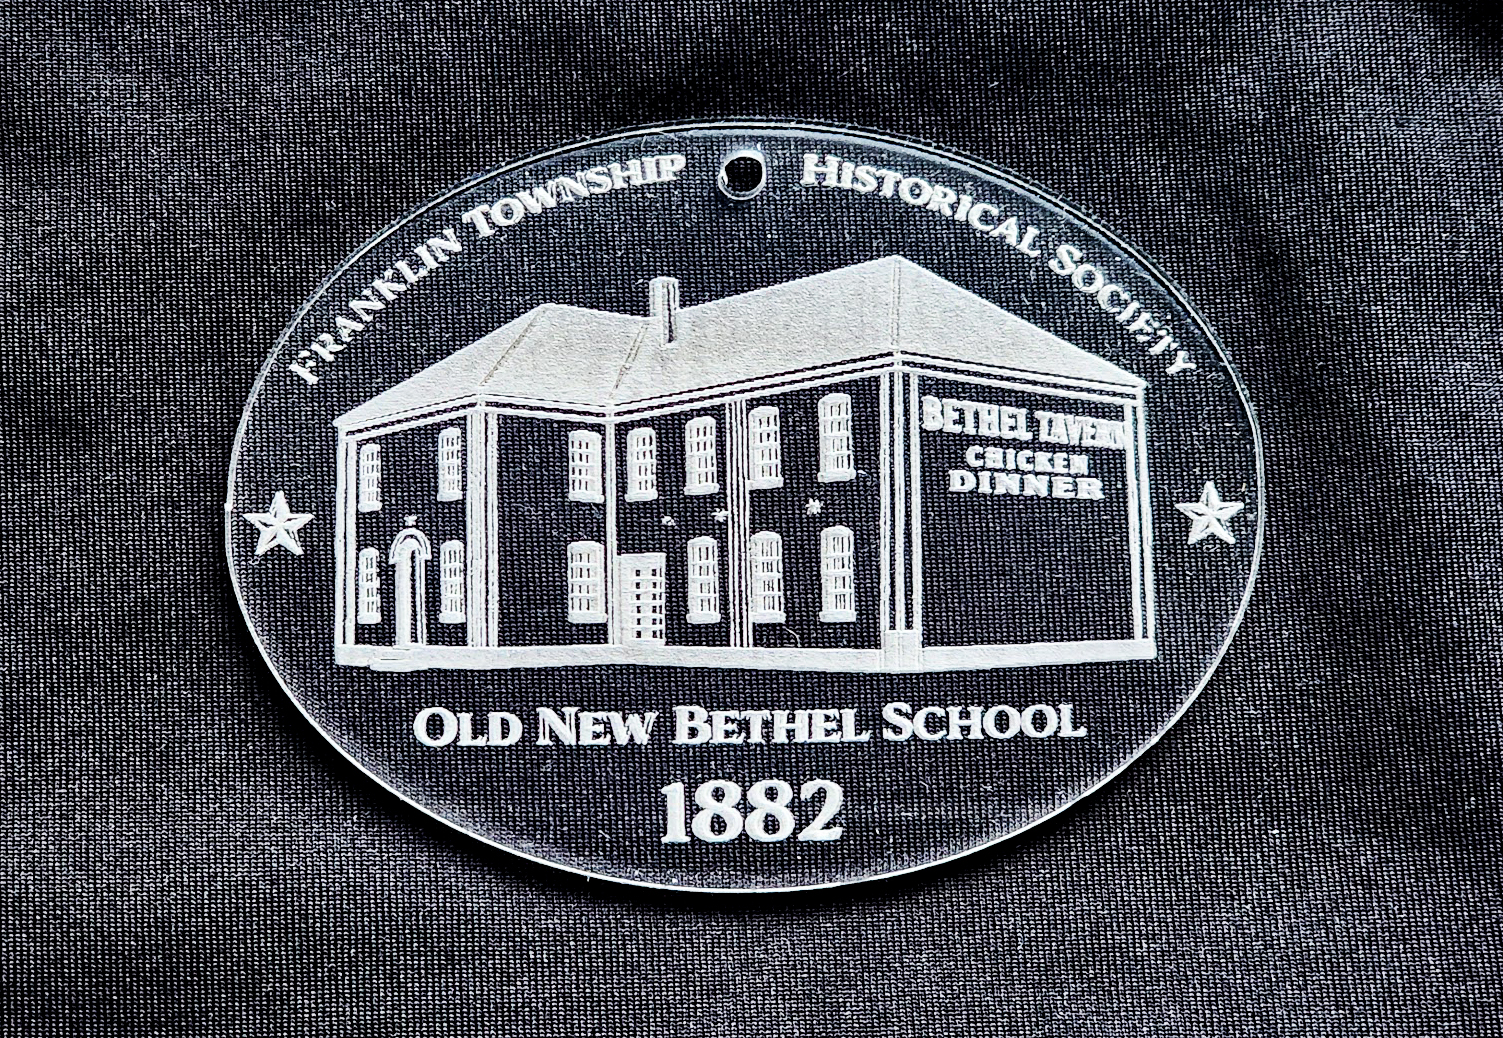 Franklin Township Historical Society
BETHEL TAVERN
CHICKEN
DINNER
Old New Bethel School
1882